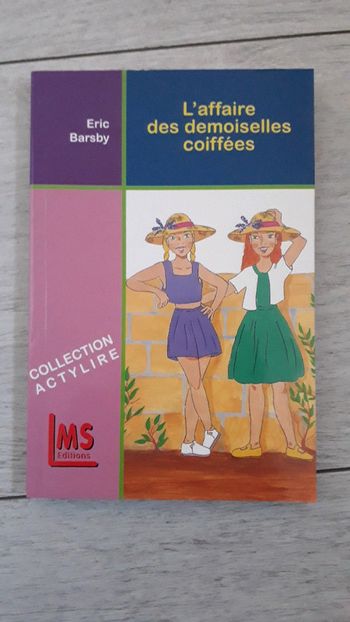 Eric
Barsby
L'affaire
des demoiselles
coiffées
COLLECTION
ACTYLIRE
LMS
Editions